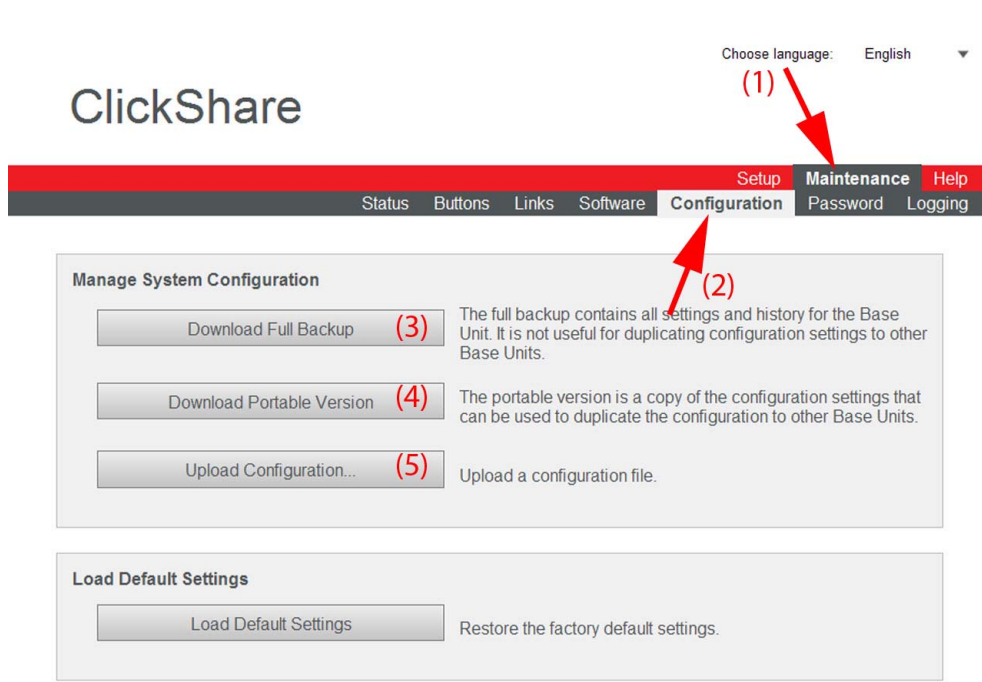 Choose language: English
(1)
ClickShare
Setup Maintenance Help
Status Buttons Links Software Configuration Password Logging
(2)
Manage System Configuration
Download Full Backup (3)
The full backup contains all settings and history for the Base
Unit. It is not useful for duplicating configuration settings to other
Base Units.
Download Portable Version (4)
The portable version is a copy of the configuration settings that
can be used to duplicate the configuration to other Base Units.
Upload Configuration... (5)
Upload a configuration file.
Load Default Settings
Load Default Settings
Restore the factory default settings.